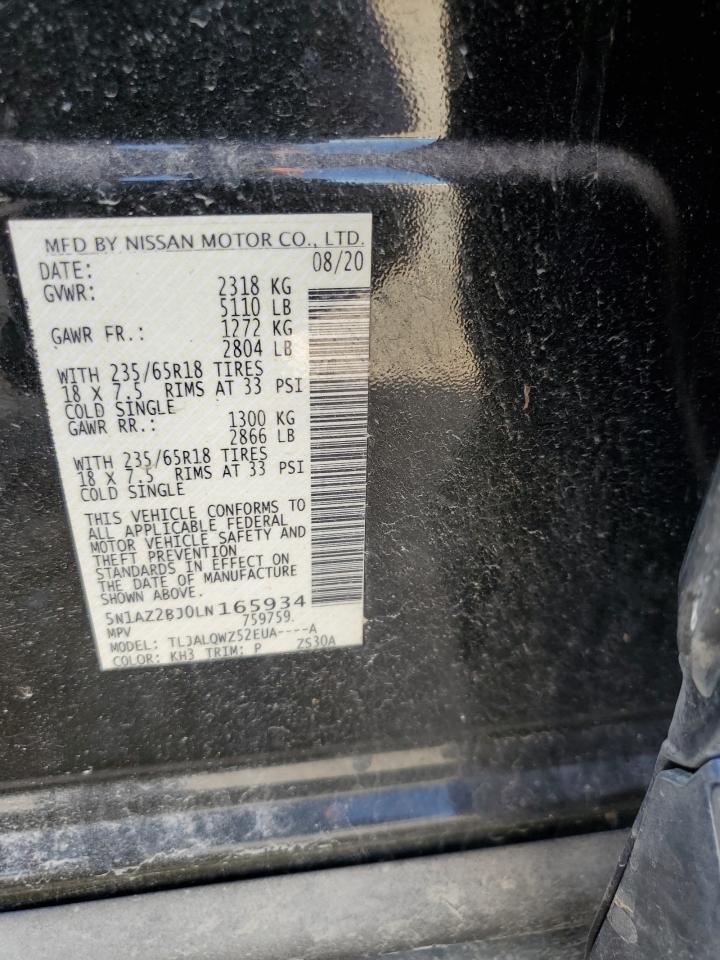 MFD BY NISSAN MOTOR CO., LTD.
DATE: 08/20
GVWR: 2318 KG
5110 LB
GAWR FR.: 1272 KG
2804 LB
WITH 235/65R18 TIRES
18 X 7.5 RIMS AT 33 PSI
COLD SINGLE
GAWR RR.: 1300 KG
2866 LB
WITH 235/65R18 TIRES
18 X 7.5 RIMS AT 33 PSI
COLD SINGLE
THIS VEHICLE CONFORMS TO
ALL APPLICABLE FEDERAL
MOTOR VEHICLE SAFETY AND
THEFT PREVENTION
STANDARDS IN EFFECT ON
THE DATE OF MANUFACTURE
SHOWN ABOVE.
5N1AZ2BJ0LN165934
MPV 759759.
MODEL: TL3ALQWZ52EUA----A
COLOR: KH3 TRIM: P ZS30A